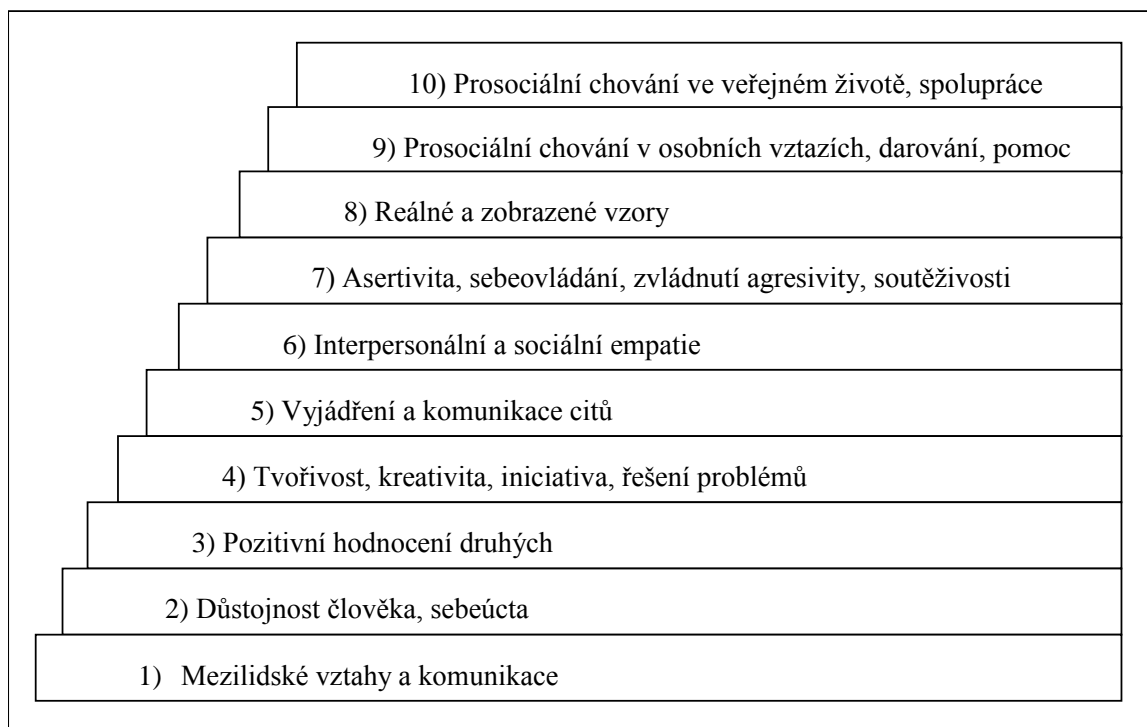 10) Prosociální chování ve veřejném životě, spolupráce
9) Prosociální chování v osobních vztazích, darování, pomoc
8) Reálné a zobrazené vzory
7) Asertivita, sebeovládání, zvládnutí agresivity, soutěživosti
6) Interpersonální a sociální empatie
5) Vyjádření a komunikace citů
4) Tvořivost, kreativita, iniciativa, řešení problémů
3) Pozitivní hodnocení druhých
2) Důstojnost člověka, sebeúcta
1) Mezilidské vztahy a komunikace